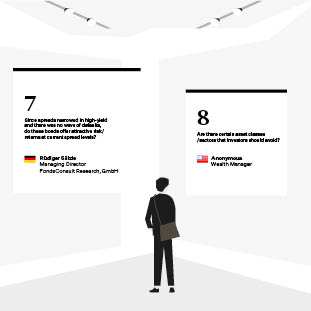 7
Since spreads narrowed in high-yield
and there was no wave of defaults,
do these bonds offer attractive risk/
returns at current spread levels?
Rüdiger Sälzle
Managing Director
FondsConsult Research, GmbH
8
Are there certain asset classes
/sectors that investors should avoid?
Anonymous
Wealth Manager